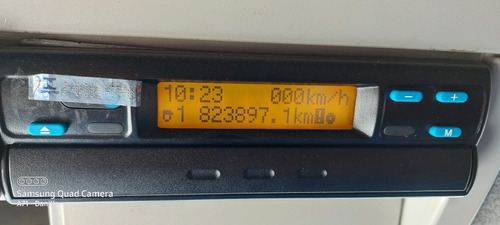 10:23 000km/h
1 823897.1km
- +
M
Samsung Quad Camera